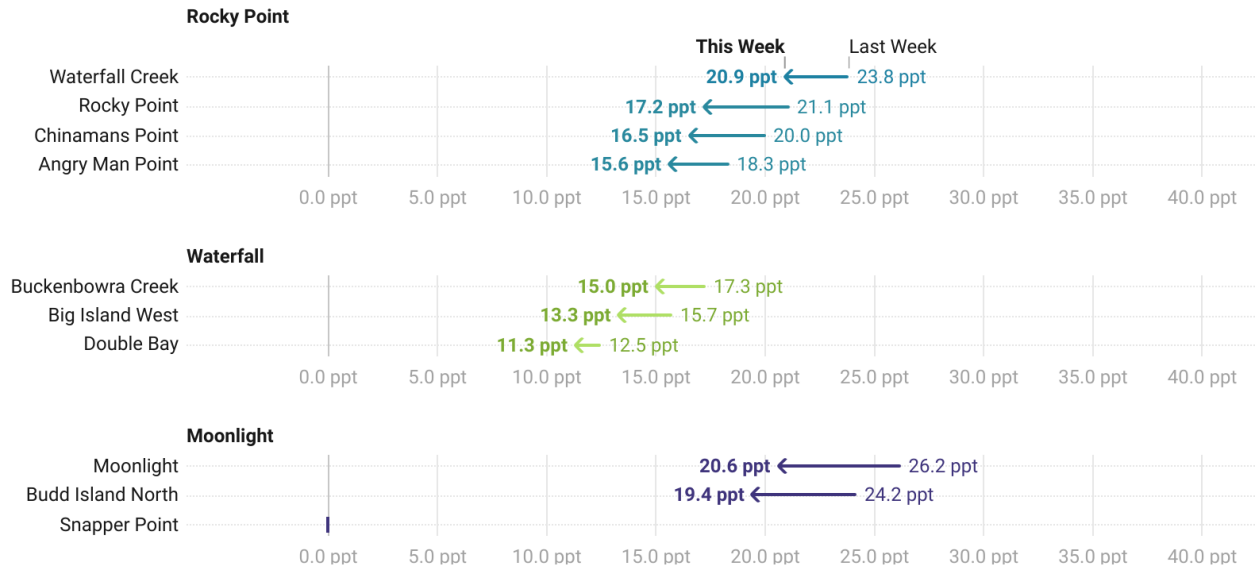 Rocky Point
This Week Last Week
Waterfall Creek 20.9 ppt 23.8 ppt
Rocky Point 17.2 ppt 21.1 ppt
Chinamans Point 16.5 ppt 20.0 ppt
Angry Man Point 15.6 ppt 18.3 ppt
0.0 ppt 5.0 ppt 10.0 ppt 15.0 ppt 20.0 ppt 25.0 ppt 30.0 ppt 35.0 ppt 40.0 ppt
Waterfall
Buckenbowra Creek 15.0 ppt 17.3 ppt
Big Island West 13.3 ppt 15.7 ppt
Double Bay 11.3 ppt 12.5 ppt
0.0 ppt 5.0 ppt 10.0 ppt 15.0 ppt 20.0 ppt 25.0 ppt 30.0 ppt 35.0 ppt 40.0 ppt
Moonlight
Moonlight 20.6 ppt 26.2 ppt
Budd Island North 19.4 ppt 24.2 ppt
Snapper Point
0.0 ppt 5.0 ppt 10.0 ppt 15.0 ppt 20.0 ppt 25.0 ppt 30.0 ppt 35.0 ppt 40.0 ppt